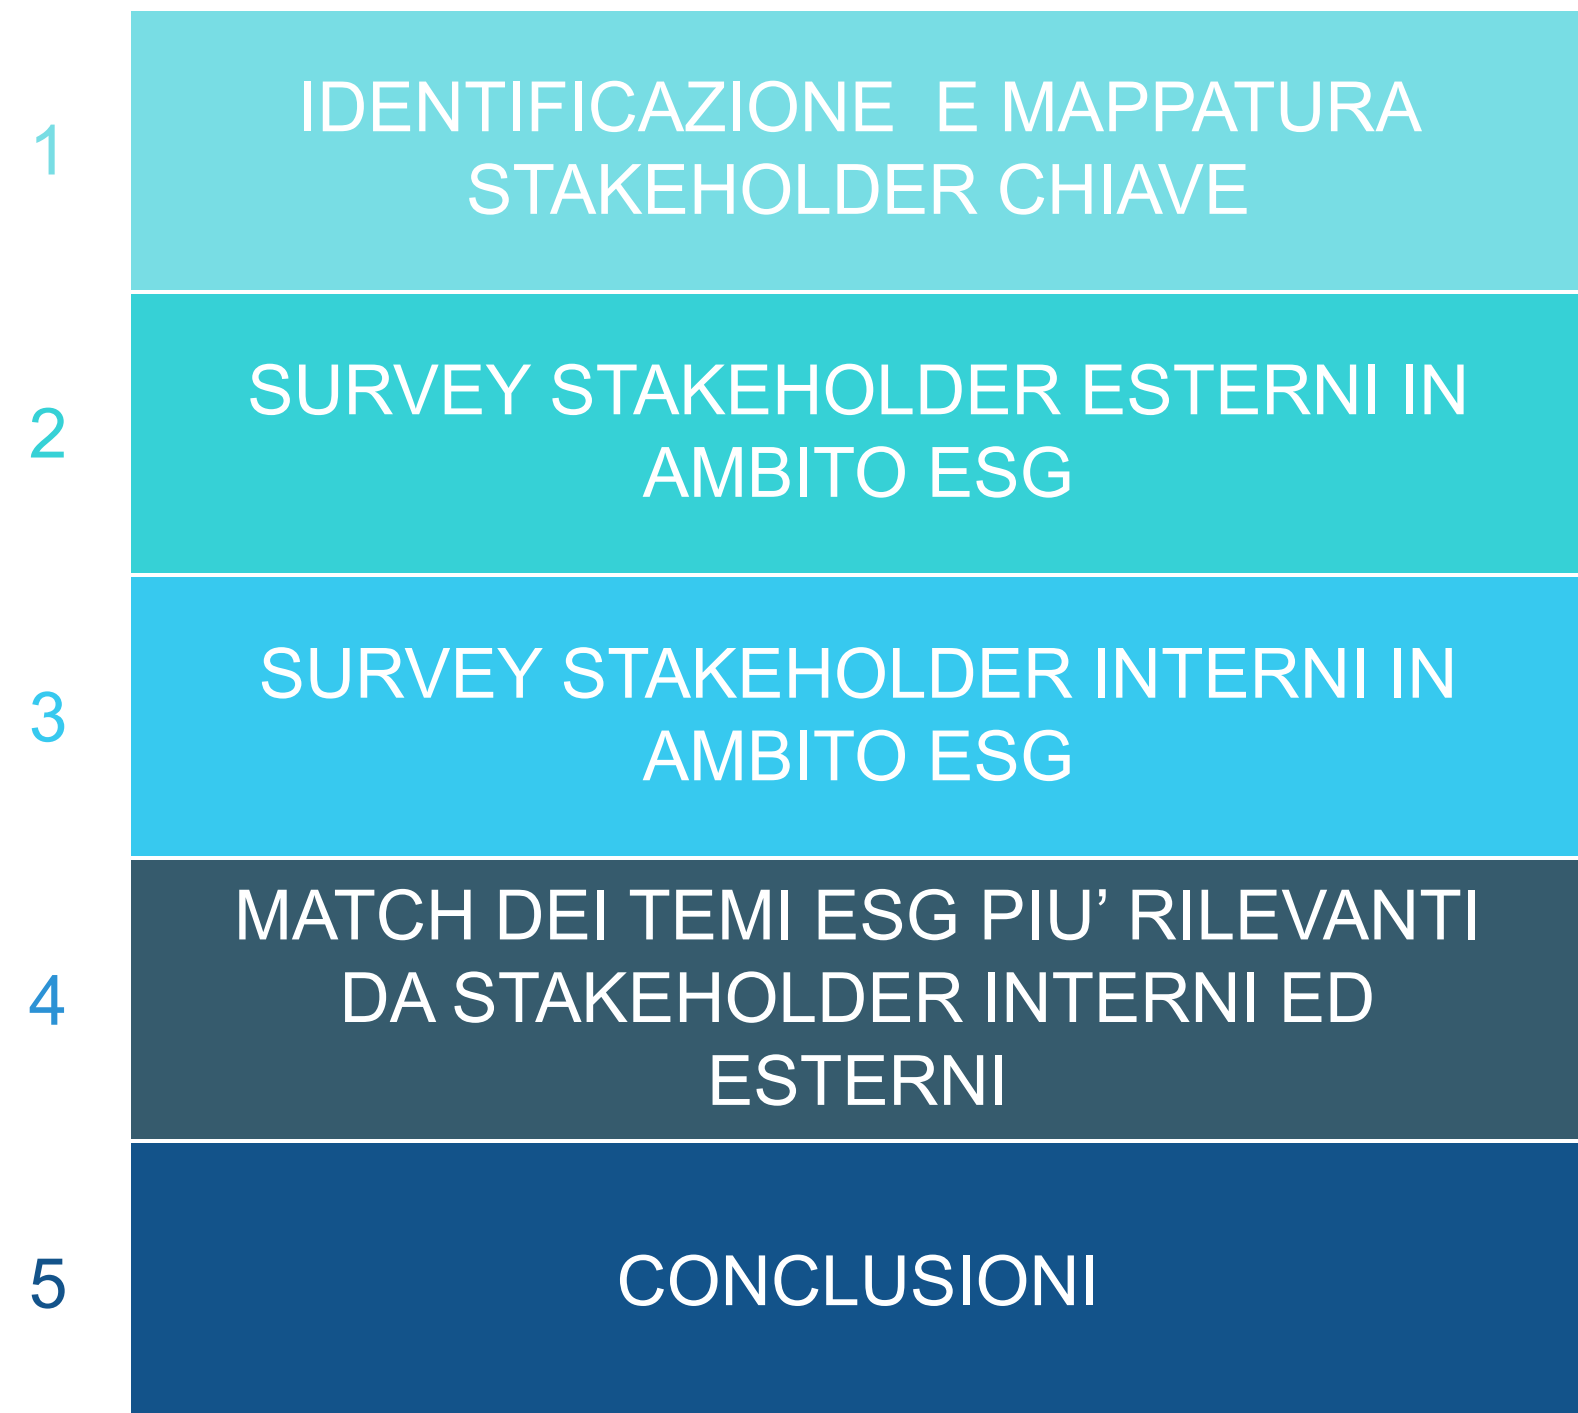 1
IDENTIFICAZIONE  E MAPPATURA
STAKEHOLDER CHIAVE
2
SURVEY STAKEHOLDER ESTERNI IN
AMBITO ESG
3
SURVEY STAKEHOLDER INTERNI IN
AMBITO ESG
4
MATCH DEI TEMI ESG PIU’ RILEVANTI
DA STAKEHOLDER INTERNI ED
ESTERNI
5
CONCLUSIONI